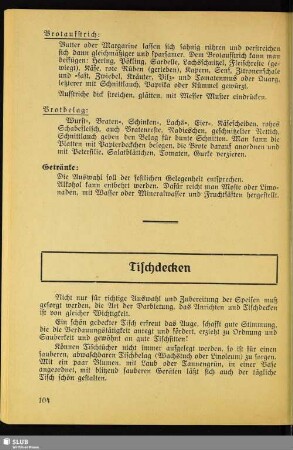 Brotaufstrich:
Butter oder Margarine lassen sich sahnig rühren und verstreichen
sich dann gleichmäßiger und sparsamer. Dem Brotaufstrich kann man
beifügen: Hering, Pökling, Sardelle, Lachsschnitzel, Fleischreste (ge-
wiegt), Käse, rote Rüben (gerieben), Kapern, Senf, Zitronenschale
und -saft, Zwiebel, Kräuter, Pilz- und Tomatenmus oder Quarg,
letzterer mit Schnittlauch, Paprika oder Kümmel gewürzt.
Aufstriche dick streichen, glätten, mit Messer Muster eindrücken.
Brotbelag:
Wurst-, Braten-, Schinken-, Lachs-, Eier-, Käsescheiben, rohes
Schabefleisch, auch Bratenreste, Radieschen, geschnitzelter Rettich,
Schnittlauch geben den Belag für bunte Schnitten. Man kann die
Platten mit Papierdeckchen belegen, die Brote darauf anordnen und
mit Petersilie, Salatblättchen, Tomaten, Gurke verzieren.
Getränke:
Die Auswahl soll der festlichen Gelegenheit entsprechen.
Alkohol kann entbehrt werden. Dafür reicht man Moste oder Limo-
naden, mit Wasser oder Mineralwasser und Fruchtsäften hergestellt.
Tischdecken
Nicht nur für richtige Auswahl und Zubereitung der Speisen muß
gesorgt werden, die Art der Darbietung, das Anrichten und Tischdecken
ist von gleicher Wichtigkeit.
Ein schön gedeckter Tisch erfreut das Auge, schafft gute Stimmung,
die die Verdauungstätigkeit anregt und fördert, erzieht zu Ordnung und
Sauberkeit und gewöhnt an gute Tischsitten!
Können Tischtücher nicht immer aufgelegt werden, so ist für einen
sauberen, abwaschbaren Tischbelag (Wachstuch oder Linoleum) zu sorgen.
Mit ein paar Blumen, mit Laub oder Tannengrün, in einer Vase
angeordnet, mit blühend sauberen Geräten läßt sich auch der tägliche
Tisch schön gestalten.
104
SLUB